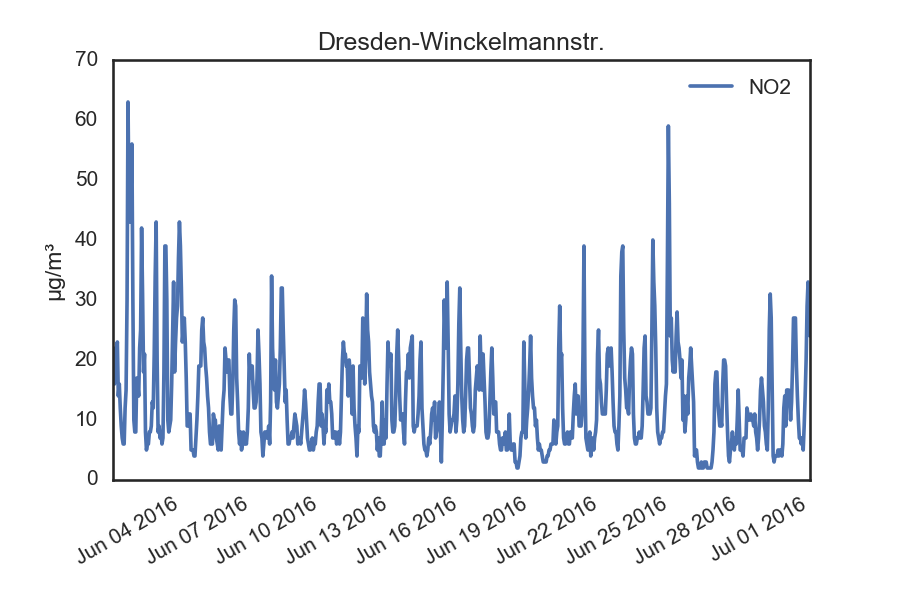 Dresden-Winckelmannstr.
70
60
50
40
30
20
10
0
µg/m³
NO2
Jun 04 2016
Jun 07 2016
Jun 10 2016
Jun 13 2016
Jun 16 2016
Jun 19 2016
Jun 22 2016
Jun 25 2016
Jun 28 2016
Jul 01 2016